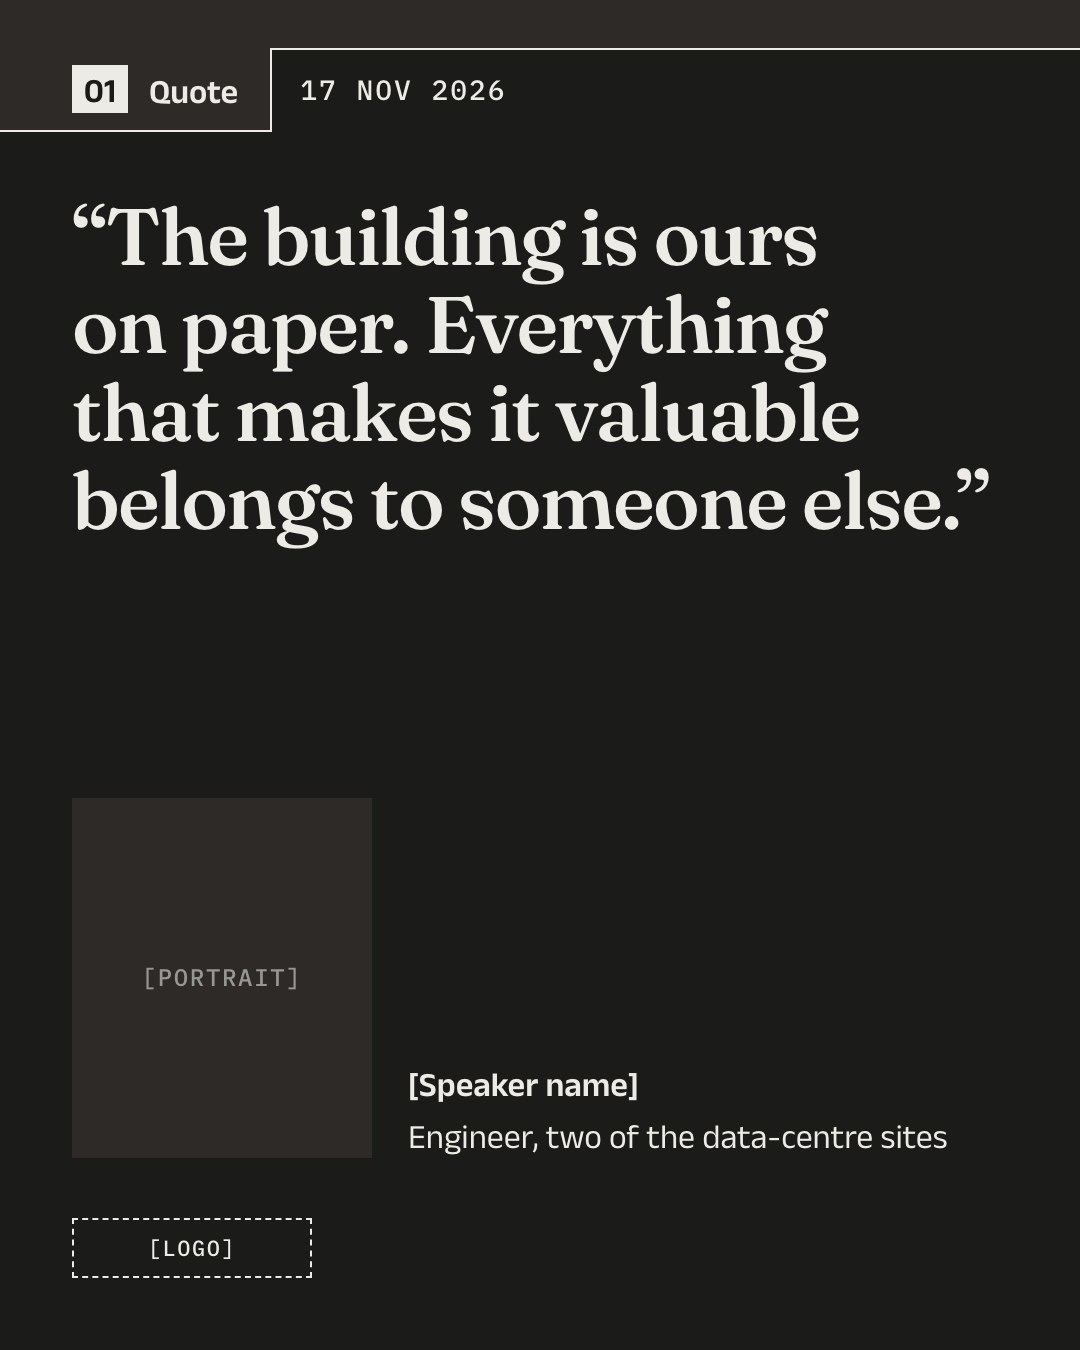 01 Quote 17 NOV 2026
“The building is ours
on paper. Everything
that makes it valuable
belongs to someone else.”
[PORTRAIT]
[Speaker name]
Engineer, two of the data-centre sites
[LOGO]